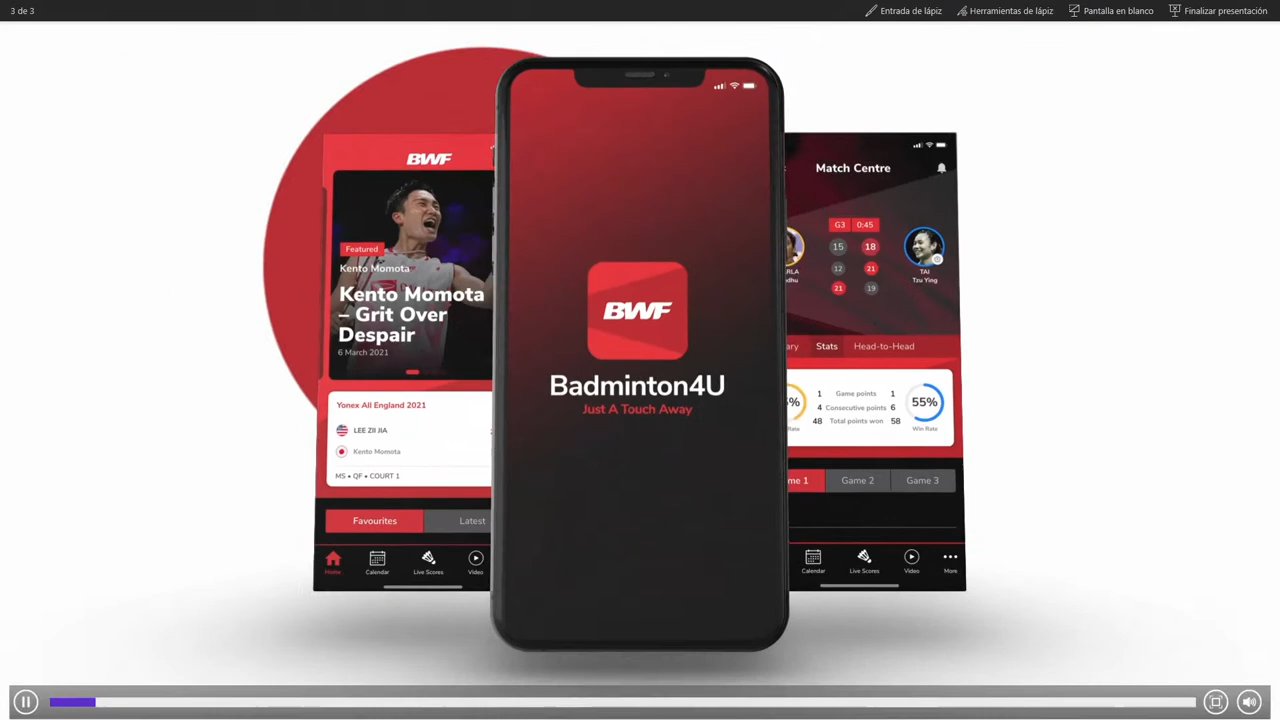 3 de 3
Entrada de lápiz
Herramientas de lápiz
Pantalla en blanco
Finalizar presentación
BWF
Featured
Kento Momota
Kento Momota
– Grit Over
Despair
6 March 2021
Yonex All England 2021
LEE ZII JIA
Kento Momota
MS • QF • COURT 1
Favourites
Latest
Home
Calendar
Live Scores
Video
BWF
Badminton4U
Just A Touch Away
Match Centre
G3 0:45
15 18
12 21
21 19
TAI
Tzu Ying
Stats
Head-to-Head
1 Game points 1
4 Consecutive points 6
48 Total points won 58
55%
Win Rate
Game 2
Game 3
Calendar
Live Scores
Video
More